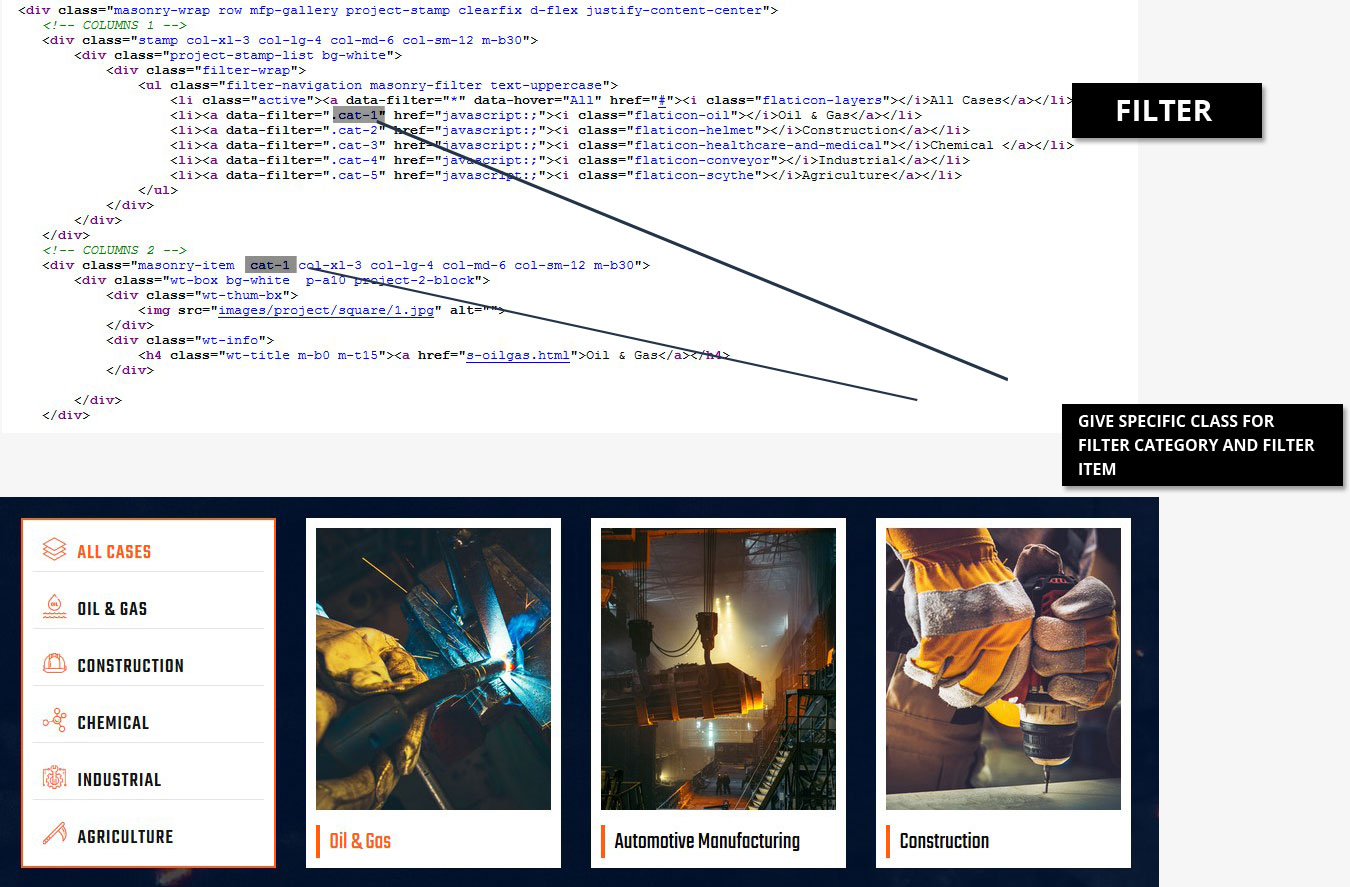 <div class="masonry-wrap row mfp-gallery project-stamp clearfix d-flex justify-content-center">
<!-- COLUMNS 1 -->
<div class="stamp col-xl-3 col-lg-4 col-md-6 col-sm-12 m-b30">
<div class="project-stamp-list bg-white">
<div class="filter-wrap">
<ul class="filter-navigation masonry-filter text-uppercase">
<li class="active"><a data-filter="*" data-hover="All" href="#"><i class="flaticon-layers"></i>All Cases</a></li>
<li><a data-filter=".cat-1" href="javascript:;"><i class="flaticon-oil"></i>Oil & Gas</a></li>
<li><a data-filter=".cat-2" href="javascript:;"><i class="flaticon-helmet"></i>Construction</a></li>
<li><a data-filter=".cat-3" href="javascript:;"><i class="flaticon-healthcare-and-medical"></i>Chemical </a></li>
<li><a data-filter=".cat-4" href="javascript:;"><i class="flaticon-conveyor"></i>Industrial</a></li>
<li><a data-filter=".cat-5" href="javascript:;"><i class="flaticon-scythe"></i>Agriculture</a></li>
</ul>
</div>
</div>
</div>
<!-- COLUMNS 2 -->
<div class="masonry-item cat-1 col-xl-3 col-lg-4 col-md-6 col-sm-12 m-b30">
<div class="wt-box bg-white p-a10 project-2-block">
<div class="wt-thum-bx">
<img src="images/project/square/1.jpg" alt="">
</div>
<div class="wt-info">
<h4 class="wt-title m-b0 m-t15"><a href="s-oilgas.html">Oil & Gas</a></h4>
</div>
</div>
</div>
FILTER
GIVE SPECIFIC CLASS FOR
FILTER CATEGORY AND FILTER
ITEM
ALL CASES
OIL & GAS
CONSTRUCTION
CHEMICAL
INDUSTRIAL
AGRICULTURE
Oil & Gas
Automotive Manufacturing
Construction